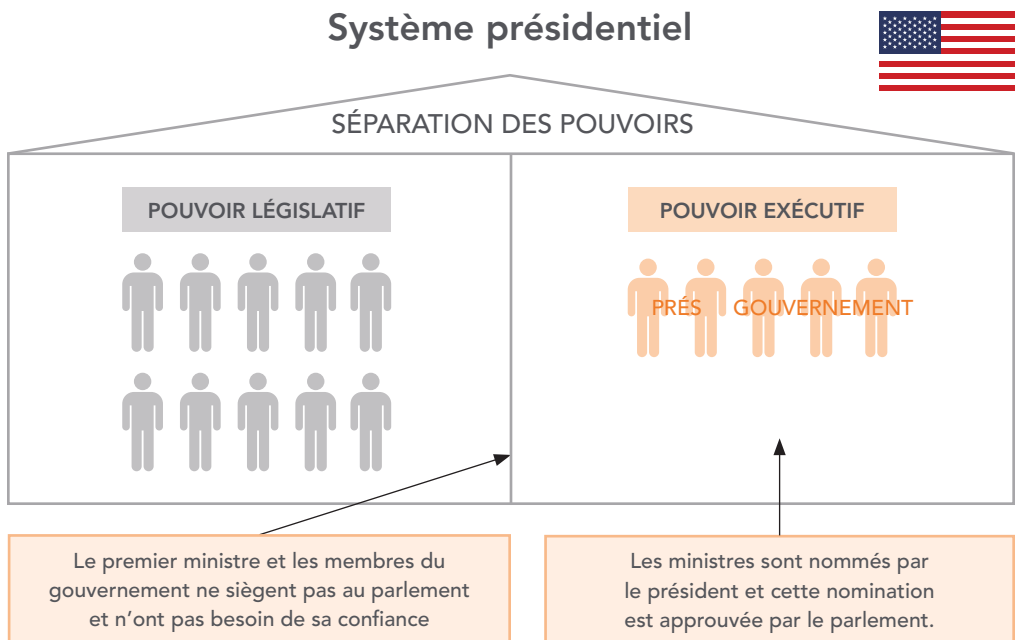 Système présidentiel
SÉPARATION DES POUVOIRS
POUVOIR LÉGISLATIF
POUVOIR EXÉCUTIF
PRÉS GOUVERNEMENT
Le premier ministre et les membres du
gouvernement ne siègent pas au parlement
et n’ont pas besoin de sa confiance
Les ministres sont nommés par
le président et cette nomination
est approuvée par le parlement.